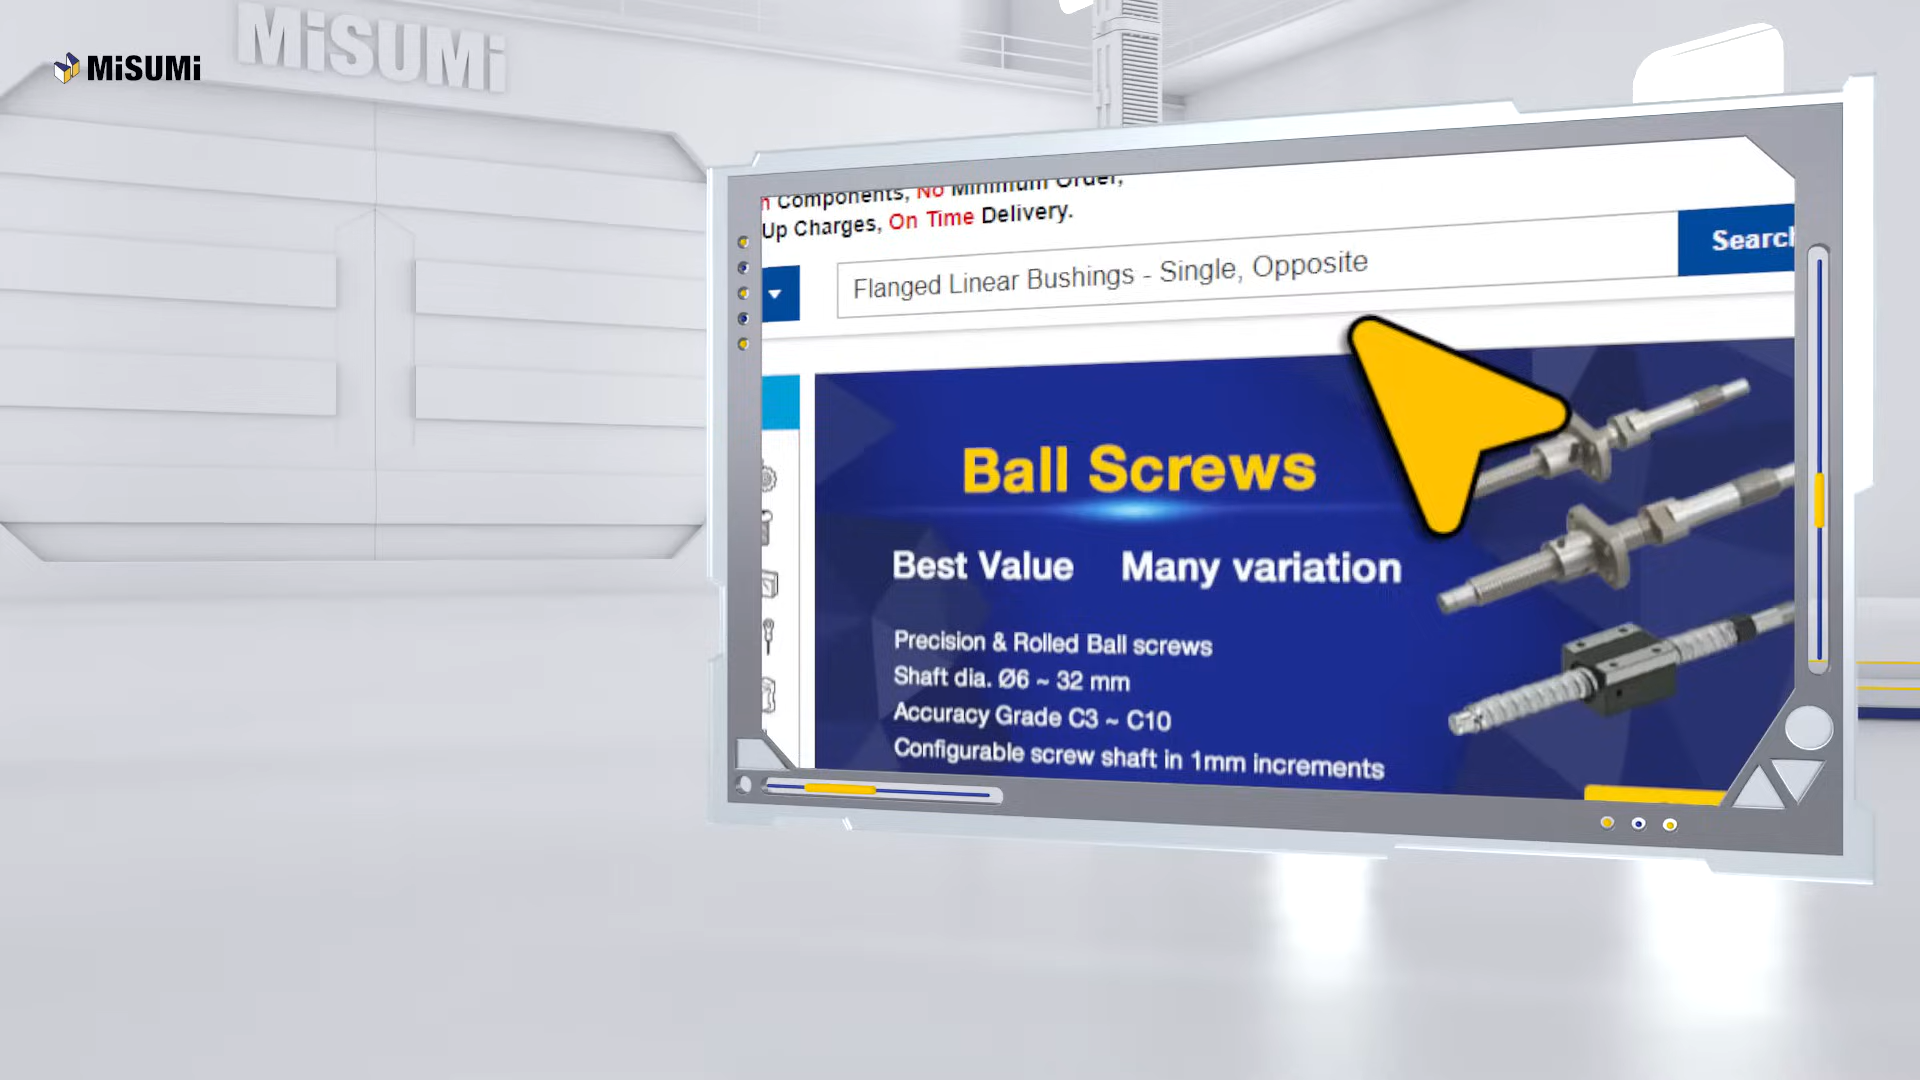 MiSUMi
MiSUMi
Components, No Minimum Order,
Up Charges, On Time Delivery.
Flanged Linear Bushings - Single, Opposite
Search
Ball Screws
Best Value Many variation
Precision & Rolled Ball screws
Shaft dia. Ø6 ~ 32 mm
Accuracy Grade C3 ~ C10
Configurable screw shaft in 1mm increments